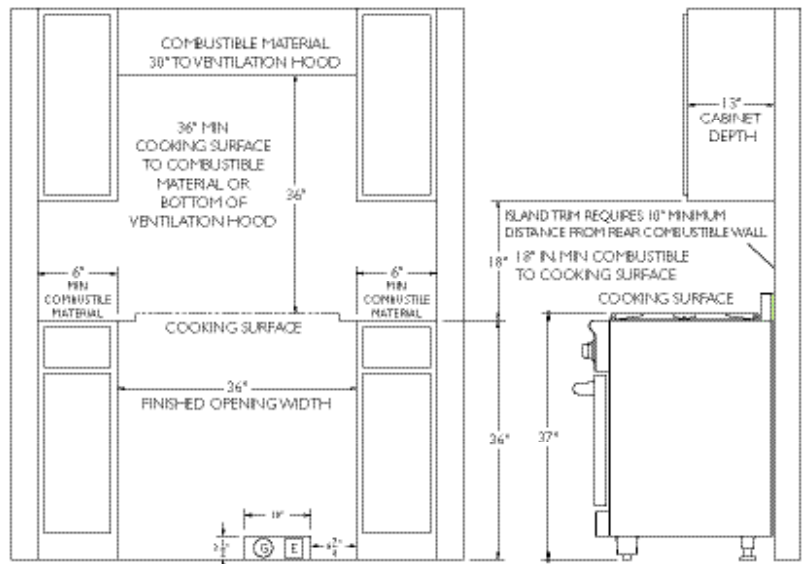 COMBUSTIBLE MATERIAL
30" TO VENTILATION HOOD
36" MIN
COOKING SURFACE
TO COMBUSTIBLE
MATERIAL OR
BOTTOM OF
VENTILATION HOOD
36"
6"
MIN
COMBUSTILE
MATERIAL
6"
MIN
COMBUSTILE
MATERIAL
COOKING SURFACE
36"
FINISHED OPENING WIDTH
10"
G E
13"
CABINET
DEPTH
ISLAND TRIM REQUIRES 10" MINIMUM
DISTANCE FROM REAR COMBUSTIBLE WALL
18"
18" IN. MIN COMBUSTIBLE
TO COOKING SURFACE
COOKING SURFACE
36"
37"